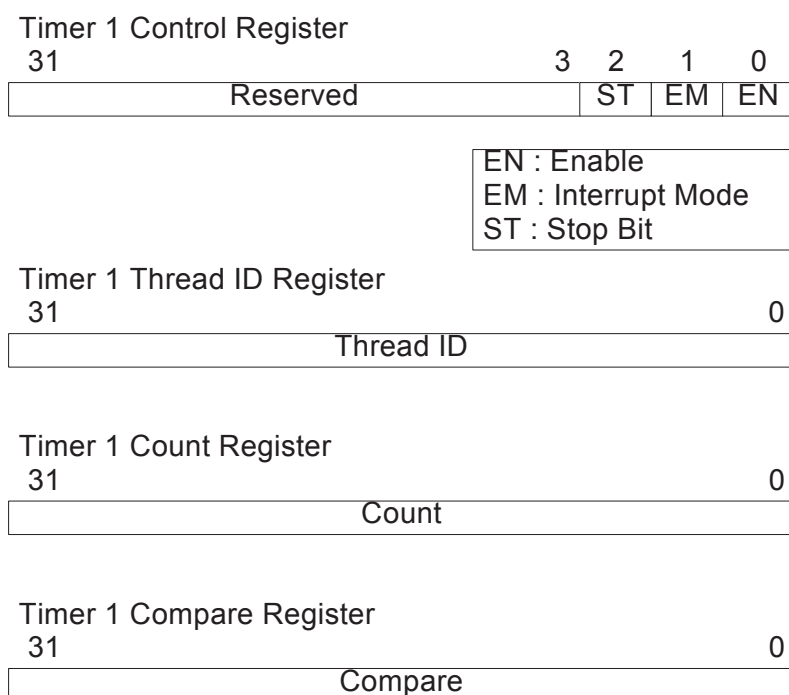 Timer 1 Control Register
31 3 2 1 0
Reserved ST EM EN
EN : Enable
EM : Interrupt Mode
ST : Stop Bit
Timer 1 Thread ID Register
31 0
Thread ID
Timer 1 Count Register
31 0
Count
Timer 1 Compare Register
31 0
Compare